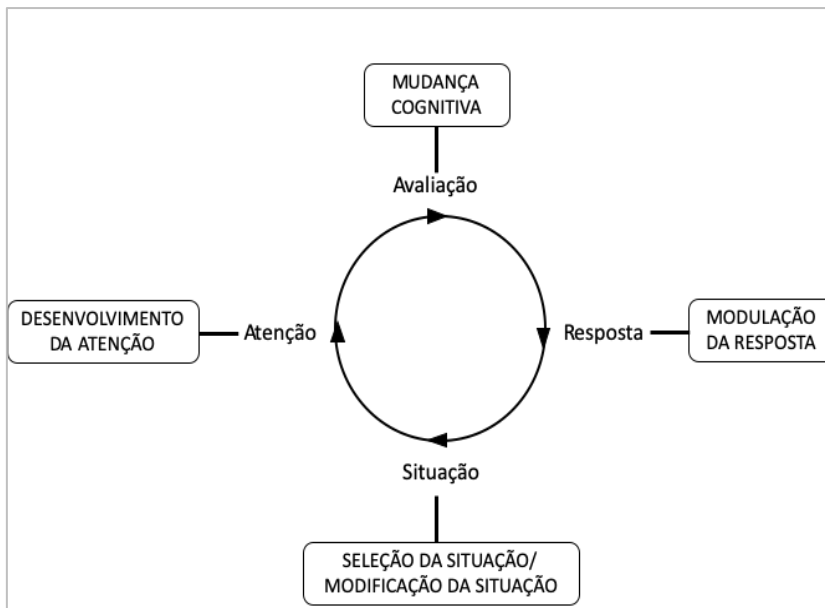 MUDANÇA
COGNITIVA
Avaliação
DESENVOLVIMENTO
DA ATENÇÃO
Atenção
Resposta
MODULAÇÃO
DA RESPOSTA
Situação
SELEÇÃO DA SITUAÇÃO/
MODIFICAÇÃO DA SITUAÇÃO